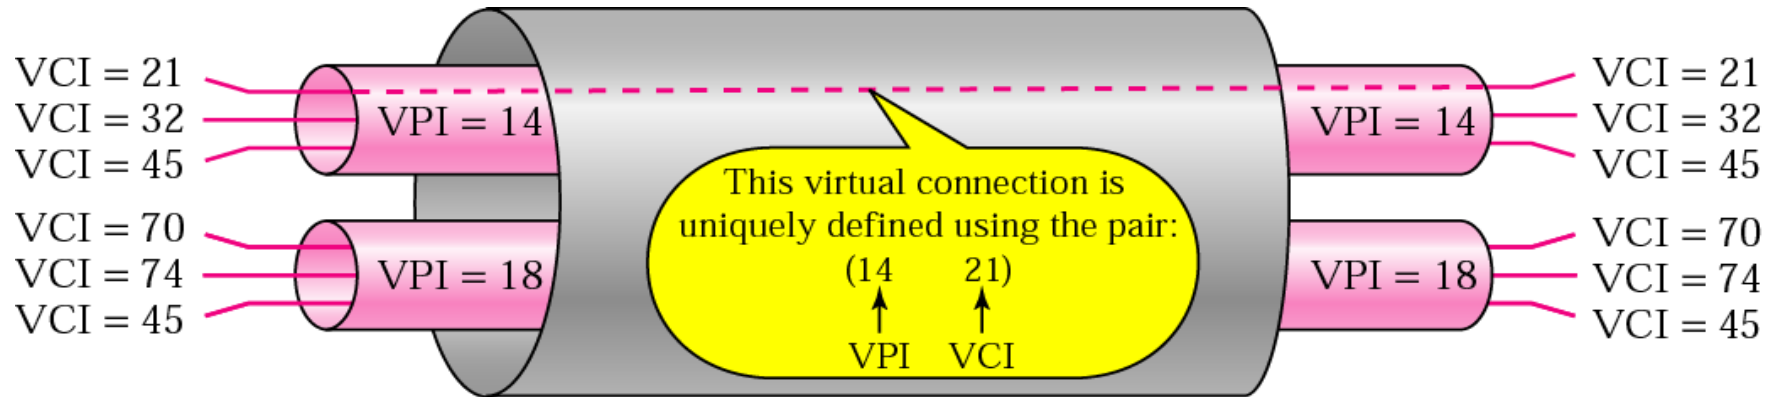 VCI = 21
VCI = 32
VCI = 45
VPI = 14
VCI = 70
VCI = 74
VCI = 45
VPI = 18
This virtual connection is
uniquely defined using the pair:
(14 21)
VPI VCI
VPI = 14
VCI = 21
VCI = 32
VCI = 45
VPI = 18
VCI = 70
VCI = 74
VCI = 45